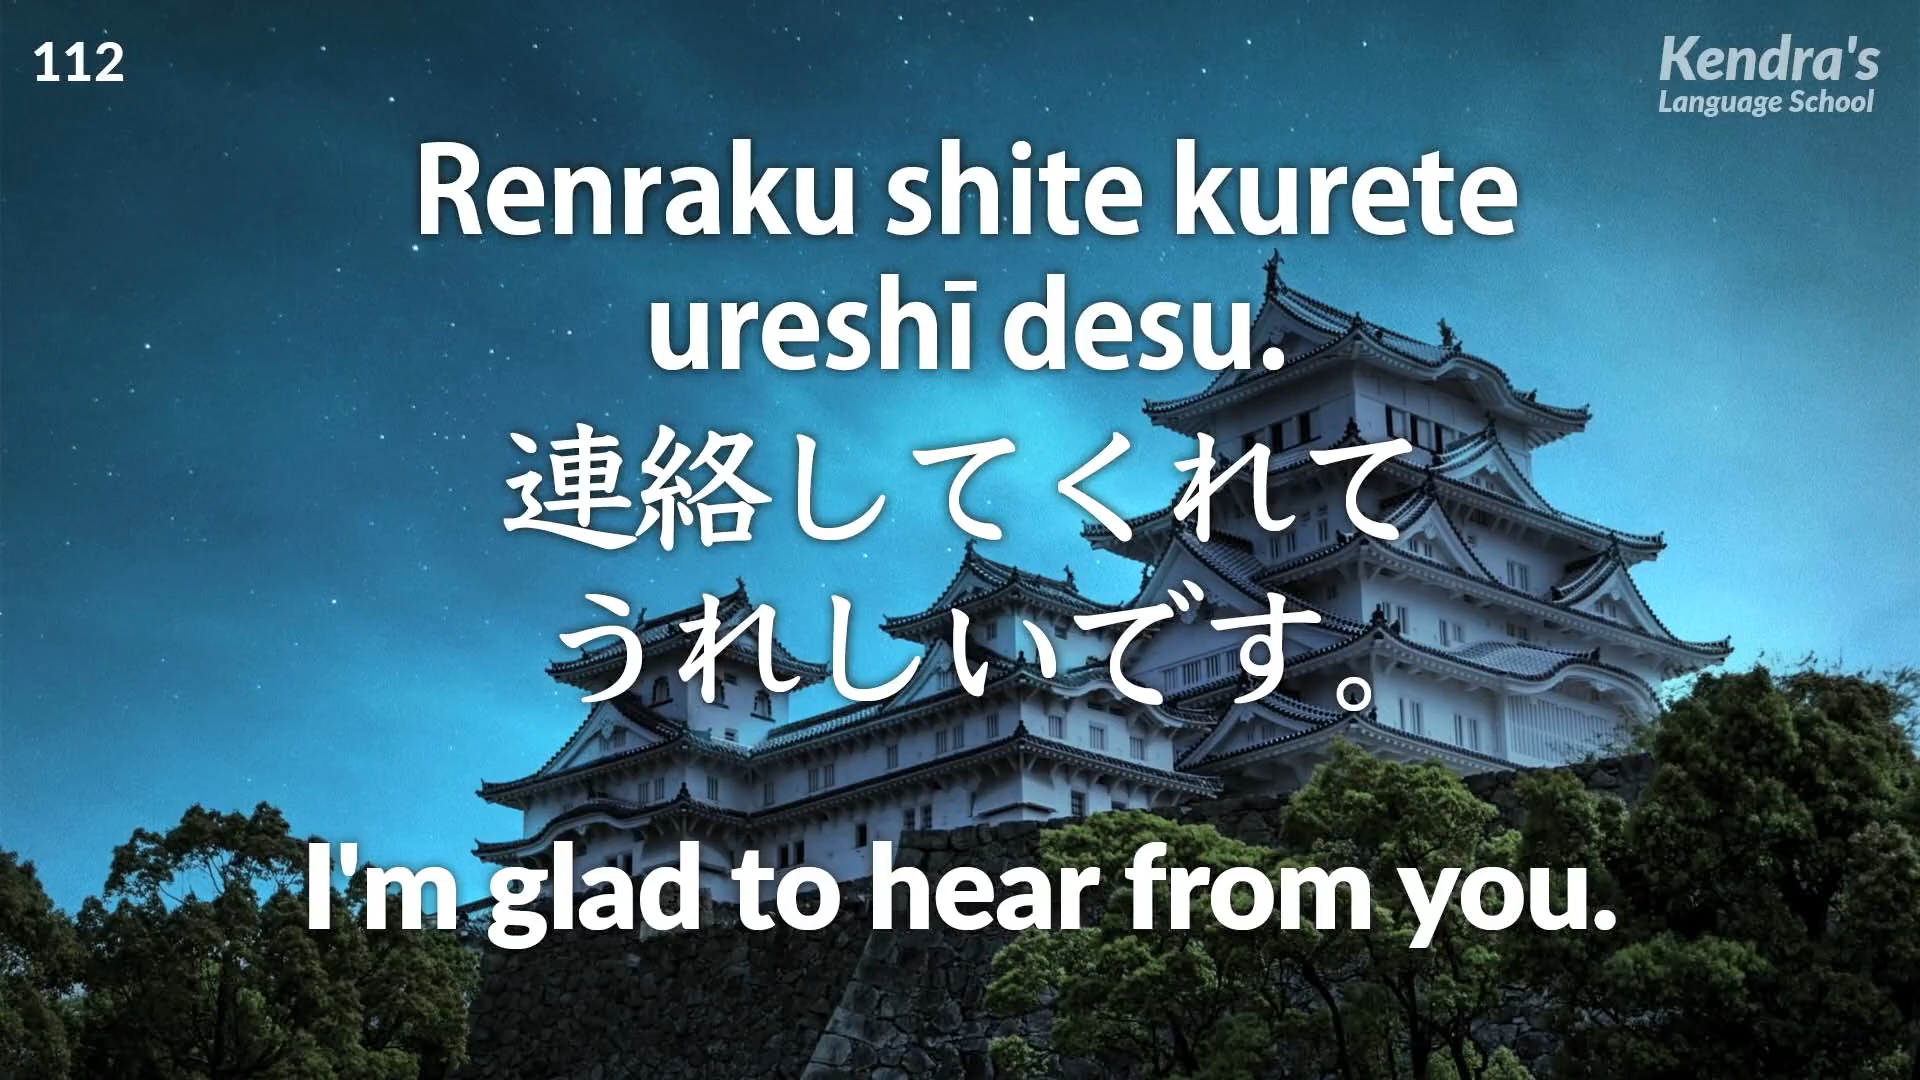 112
Kendra's
Language School
Renraku shite kurete
ureshī desu.
連絡してくれて
うれしいです。
I'm glad to hear from you.